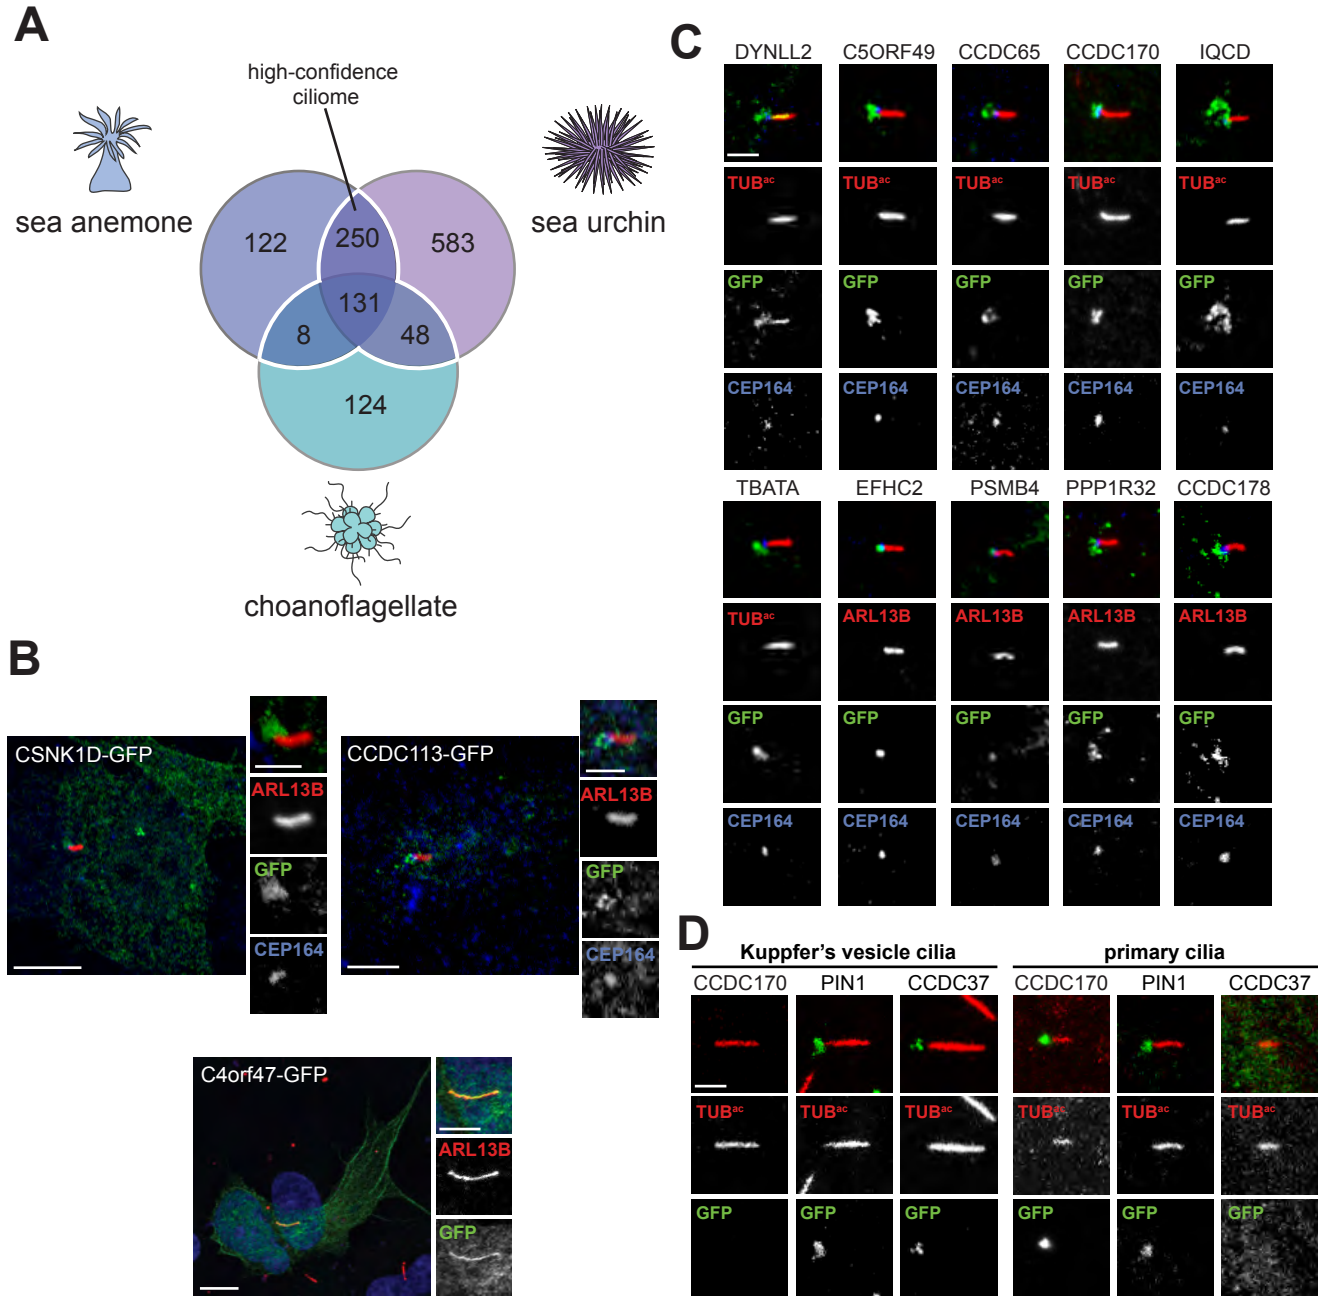 A
high-confidence
ciliome
sea anemone
sea urchin
122
250
583
131
8
48
124
choanoflagellate
B
CSNK1D-GFP
ARL13B
GFP
CEP164
CCDC113-GFP
ARL13B
GFP
CEP164
C4orf47-GFP
ARL13B
GFP
C
DYNLL2 C5ORF49 CCDC65 CCDC170 IQCD
TUBac TUBac TUBac TUBac TUBac
GFP GFP GFP GFP GFP
CEP164 CEP164 CEP164 CEP164 CEP164
TBATA EFHC2 PSMB4 PPP1R32 CCDC178
TUBac ARL13B ARL13B ARL13B ARL13B
GFP GFP GFP GFP GFP
CEP164 CEP164 CEP164 CEP164 CEP164
D
Kuppfer's vesicle cilia primary cilia
CCDC170 PIN1 CCDC37 CCDC170 PIN1 CCDC37
TUBac TUBac TUBac TUBac TUBac TUBac
GFP GFP GFP GFP GFP GFP